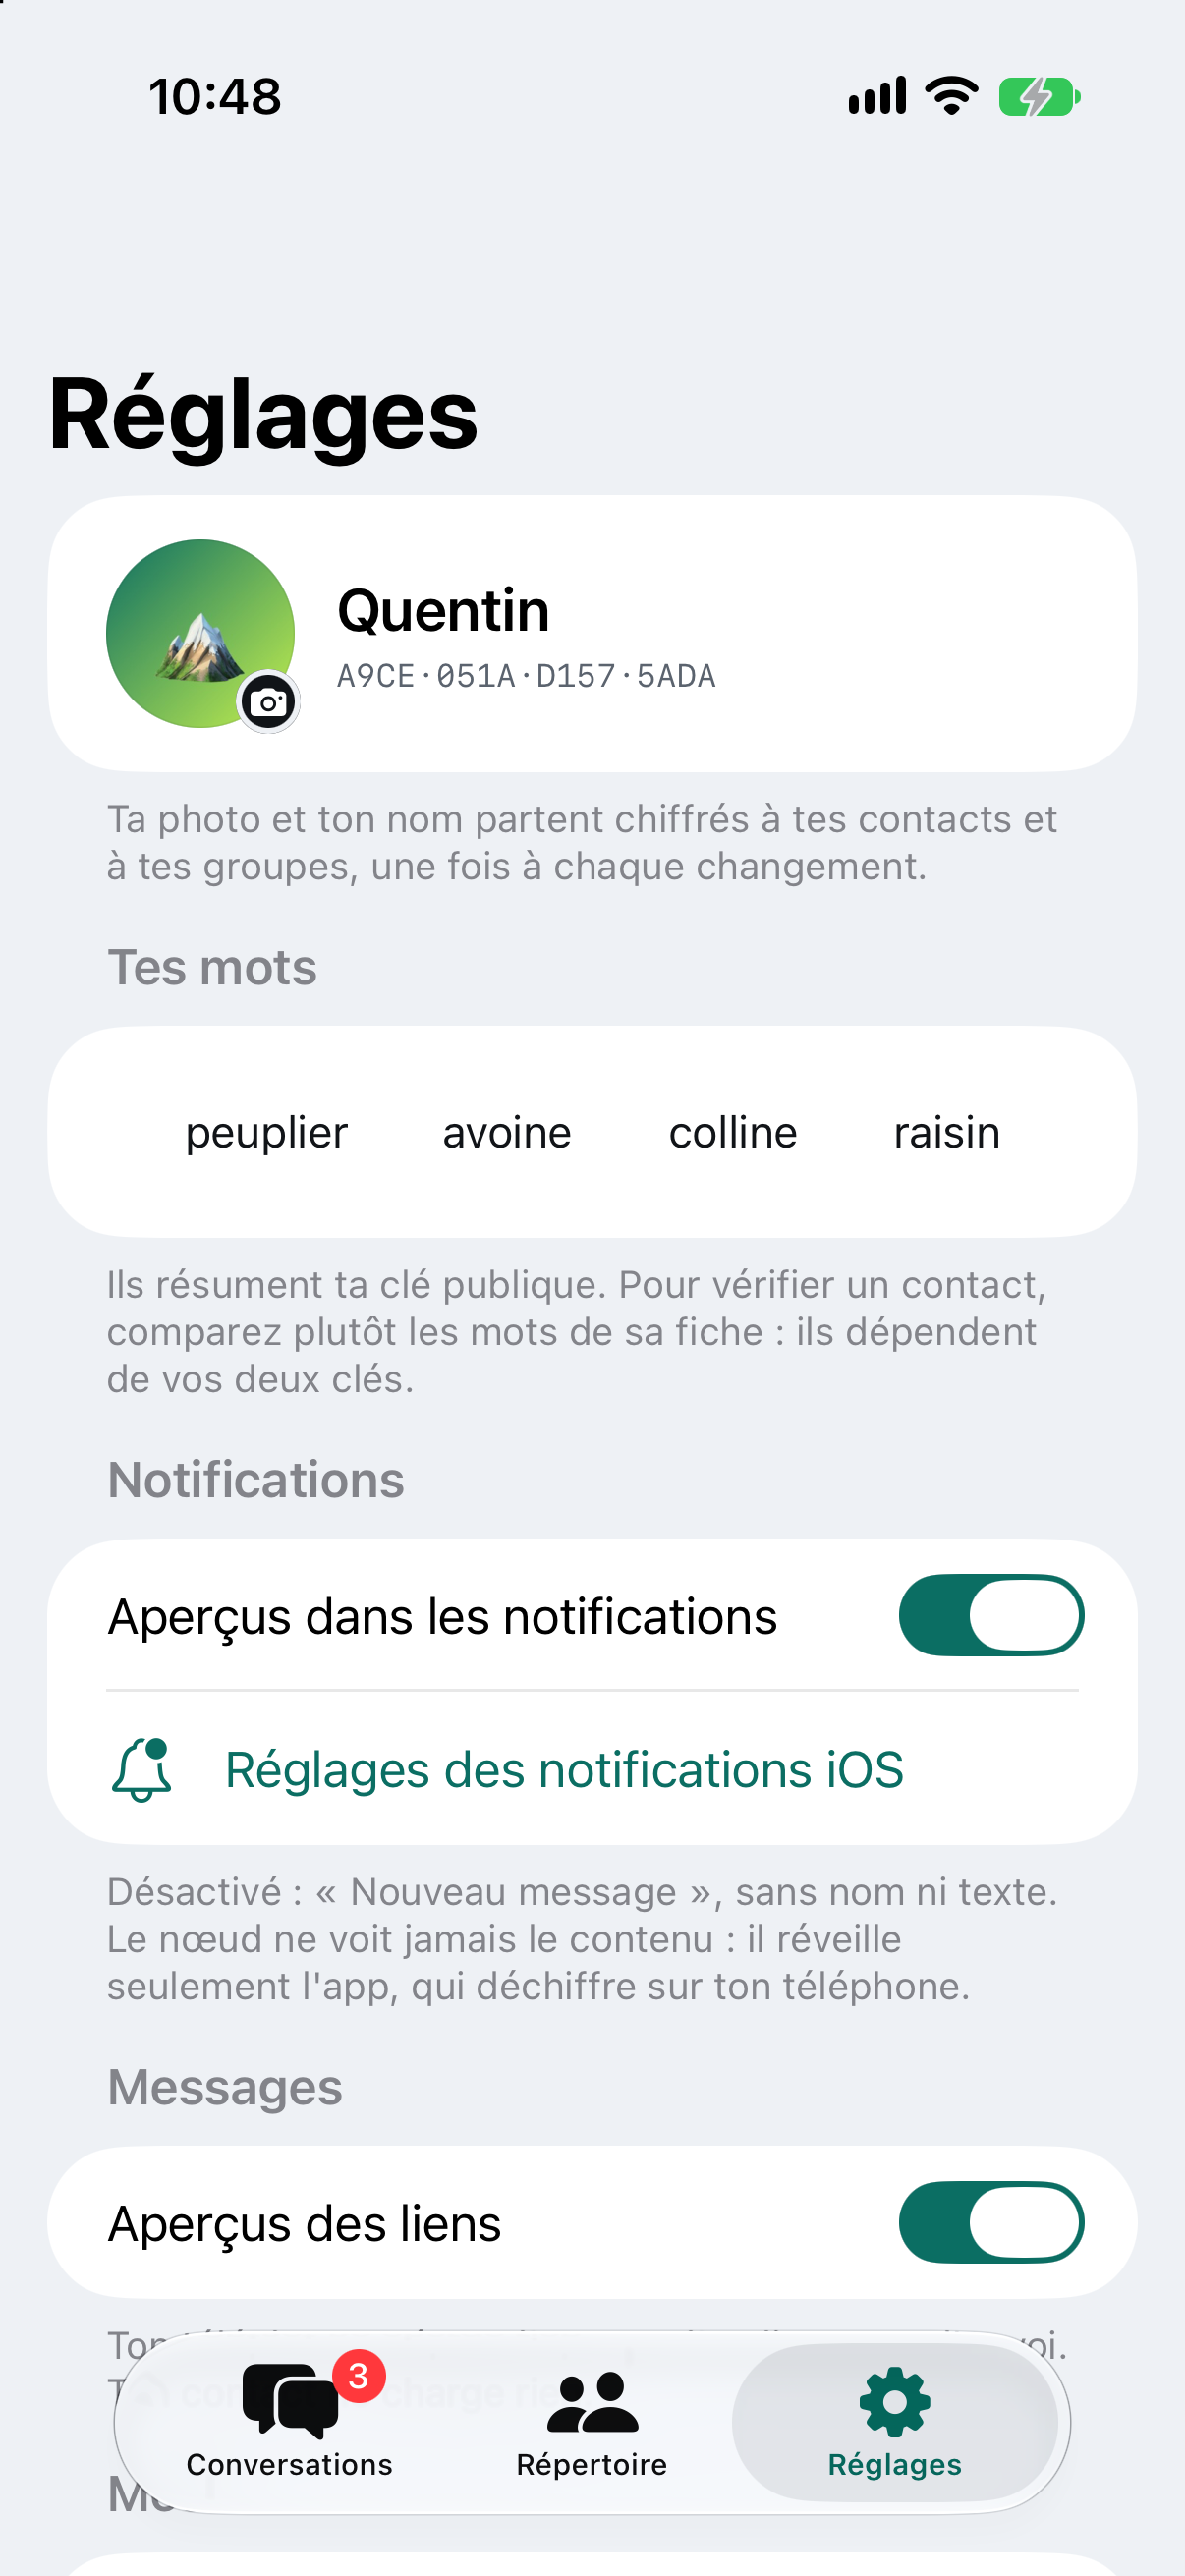 10:48
Réglages
Quentin
A9CE·051A·D157·5ADA
Ta photo et ton nom partent chiffrés à tes contacts et
à tes groupes, une fois à chaque changement.
Tes mots
peuplier avoine colline raisin
Ils résument ta clé publique. Pour vérifier un contact,
comparez plutôt les mots de sa fiche : ils dépendent
de vos deux clés.
Notifications
Aperçus dans les notifications
Réglages des notifications iOS
Désactivé : « Nouveau message », sans nom ni texte.
Le nœud ne voit jamais le contenu : il réveille
seulement l'app, qui déchiffre sur ton téléphone.
Messages
Aperçus des liens
3
Conversations Répertoire Réglages